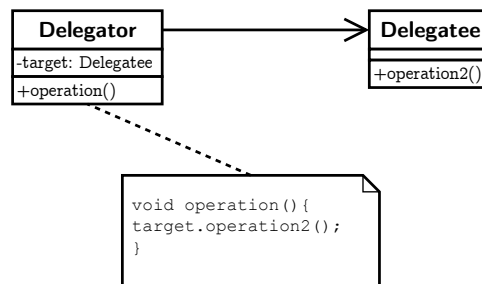 Delegator
-target: Delegatee
+operation()
Delegatee
+operation2()
void operation(){
target.operation2();
}